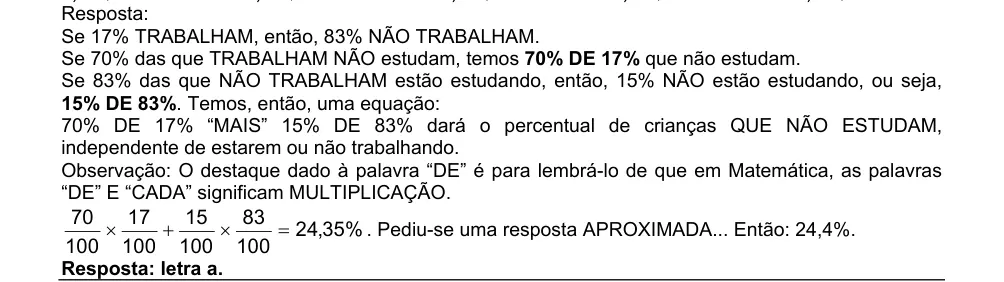 Resposta:
Se 17% TRABALHAM, então, 83% NÃO TRABALHAM.
Se 70% das que TRABALHAM NÃO estudam, temos 70% DE 17% que não estudam.
Se 83% das que NÃO TRABALHAM estão estudando, então, 15% NÃO estão estudando, ou seja,
15% DE 83%. Temos, então, uma equação:
70% DE 17% “MAIS” 15% DE 83% dará o percentual de crianças QUE NÃO ESTUDAM,
independente de estarem ou não trabalhando.
Observação: O destaque dado à palavra “DE” é para lembrá-lo de que em Matemática, as palavras
“DE” E “CADA” significam MULTIPLICAÇÃO.
70/100 × 17/100 + 15/100 × 83/100 = 24,35% . Pediu-se uma resposta APROXIMADA... Então: 24,4%.
Resposta: letra a.